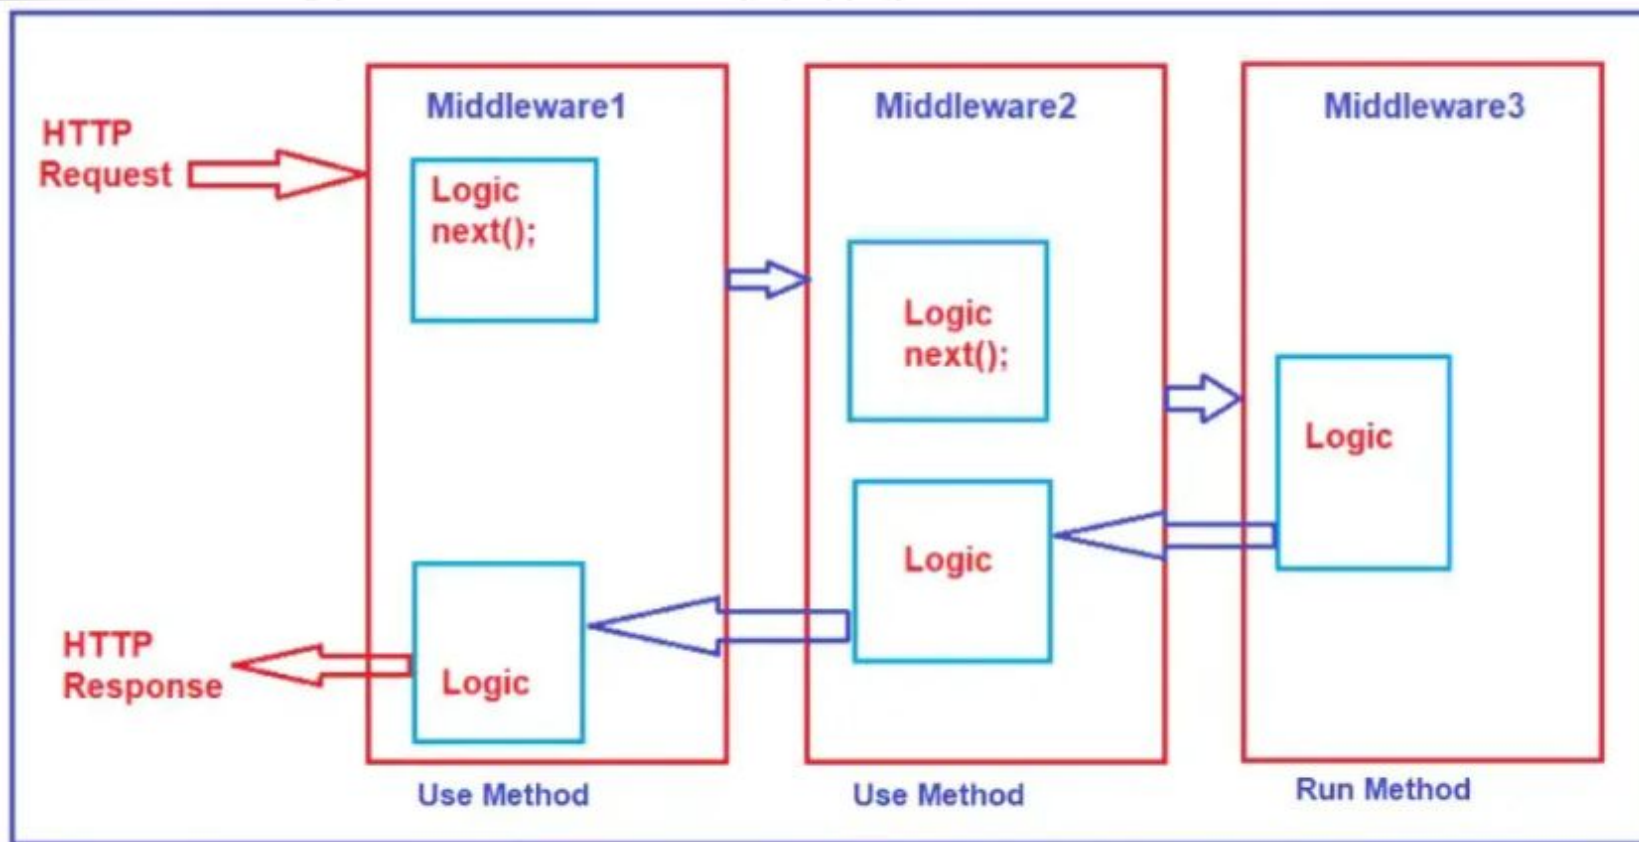 Middleware1
Middleware2
Middleware3
HTTP
Request
Logic
next();
Logic
next();
Logic
Logic
HTTP
Response
Logic
Use Method
Use Method
Run Method